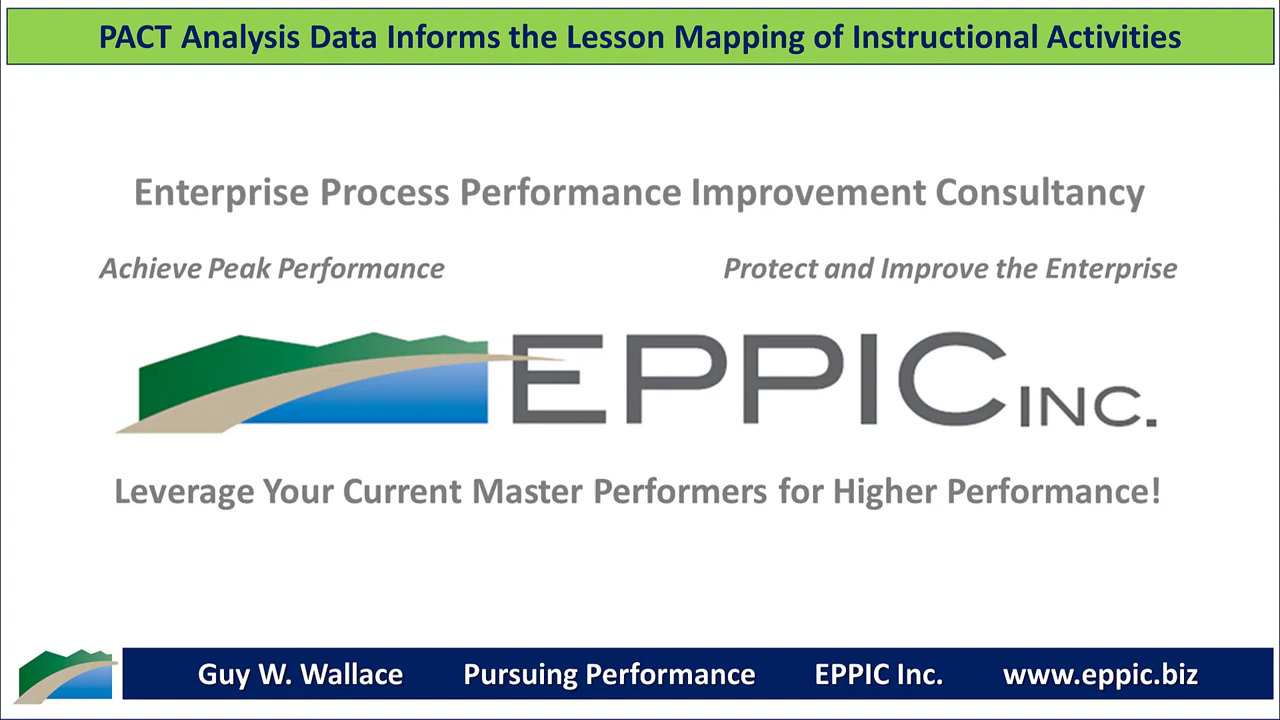 PACT Analysis Data Informs the Lesson Mapping of Instructional Activities
Enterprise Process Performance Improvement Consultancy
Achieve Peak Performance Protect and Improve the Enterprise
EPPIC INC.
Leverage Your Current Master Performers for Higher Performance!
Guy W. Wallace Pursuing Performance EPPIC Inc. www.eppic.biz